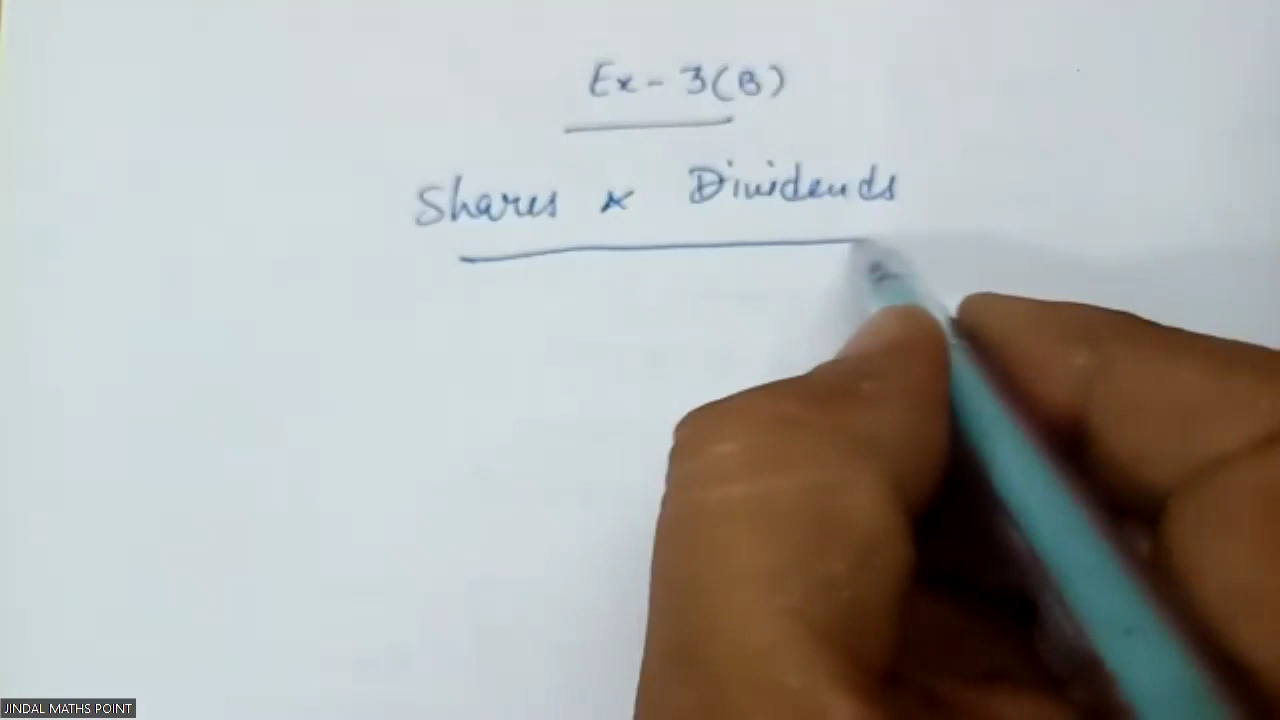 Ex - 3(B)
Shares & Dividends
JINDAL MATHS POINT